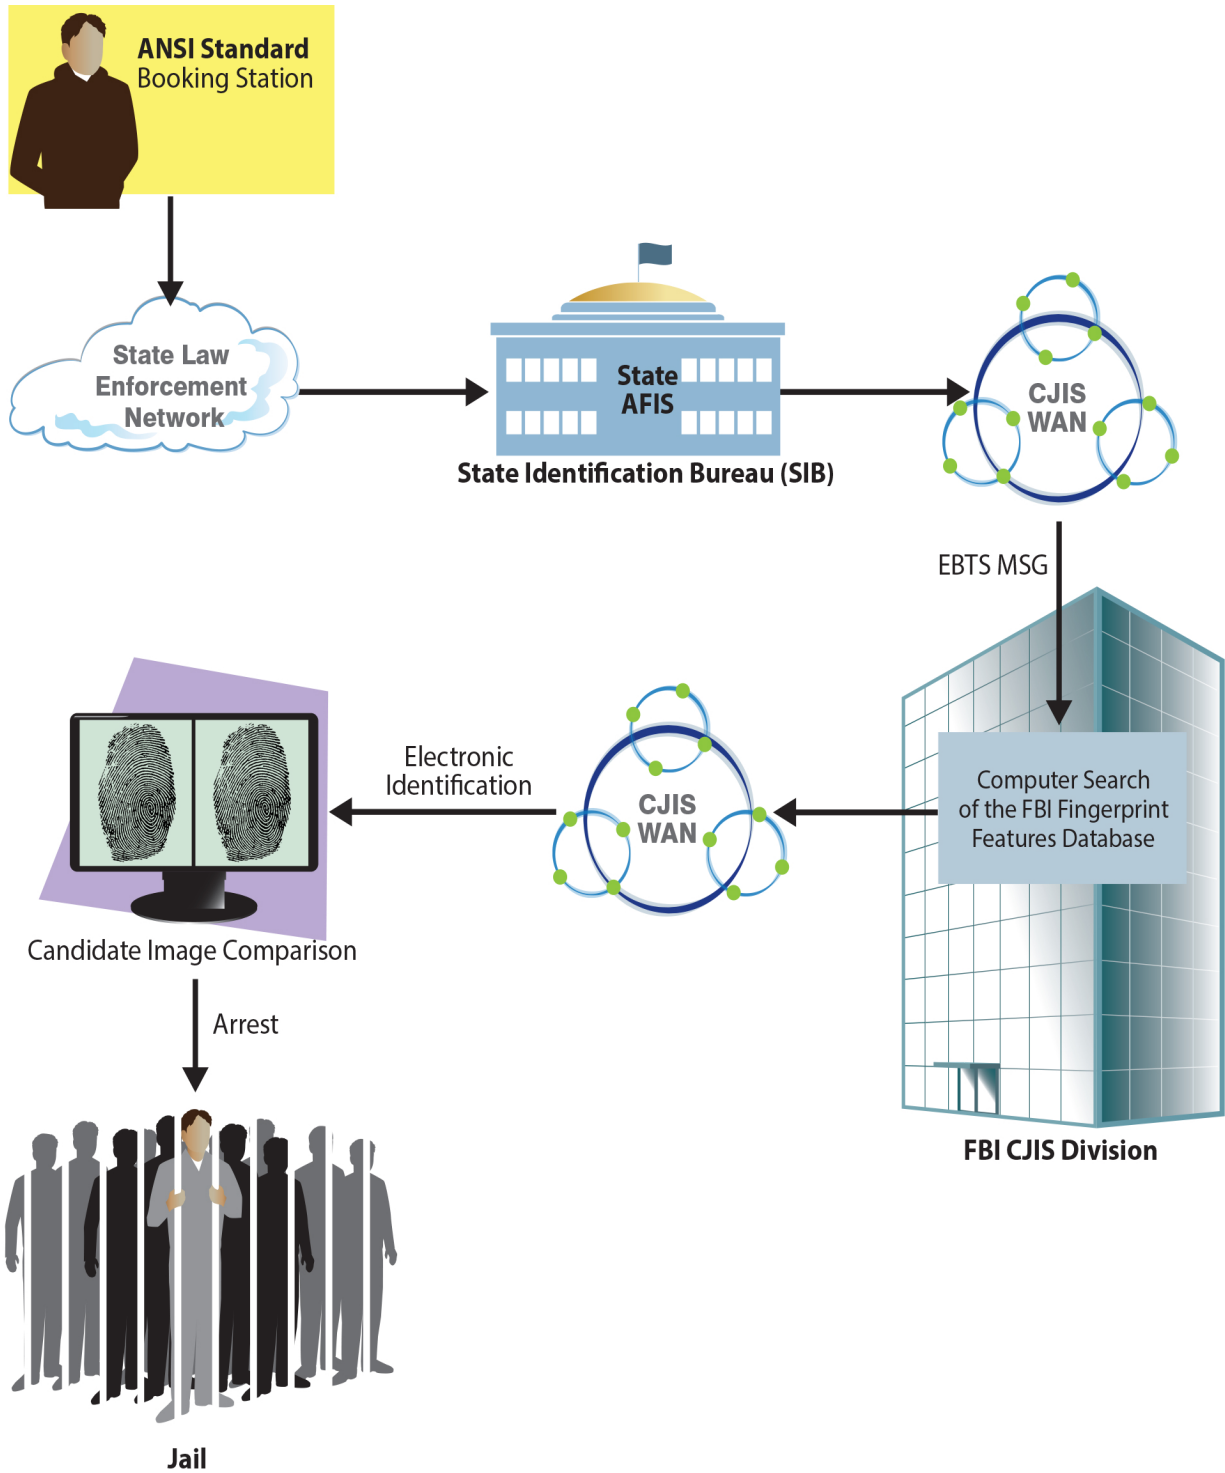 ANSI Standard
Booking Station
State Law
Enforcement
Network
State
AFIS
State Identification Bureau (SIB)
CJIS
WAN
EBTS MSG
Computer Search
of the FBI Fingerprint
Features Database
FBI CJIS Division
CJIS
WAN
Electronic
Identification
Candidate Image Comparison
Arrest
Jail